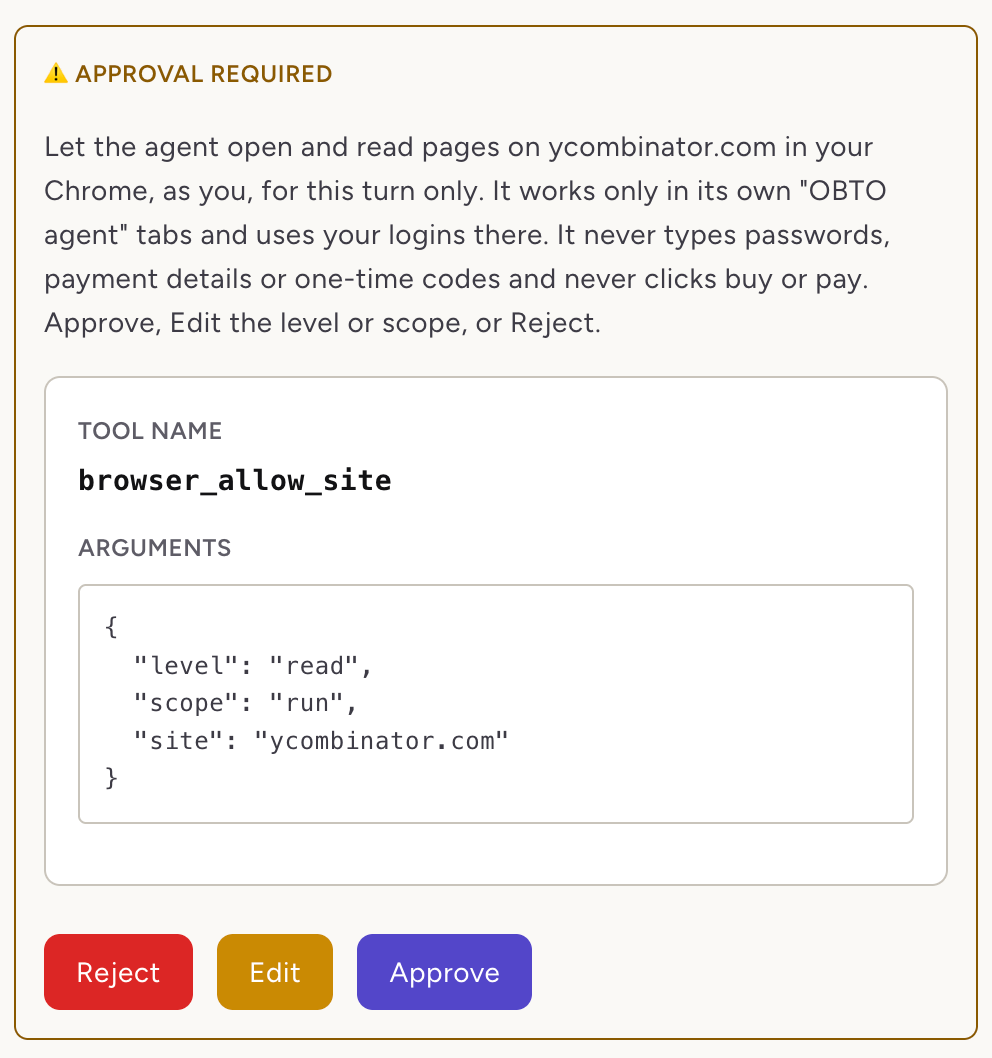 ⚠️ APPROVAL REQUIRED
Let the agent open and read pages on ycombinator.com in your
Chrome, as you, for this turn only. It works only in its own "OBTO
agent" tabs and uses your logins there. It never types passwords,
payment details or one-time codes and never clicks buy or pay.
Approve, Edit the level or scope, or Reject.
TOOL NAME
browser_allow_site
ARGUMENTS
{
  "level": "read",
  "scope": "run",
  "site": "ycombinator.com"
}
Reject Edit Approve